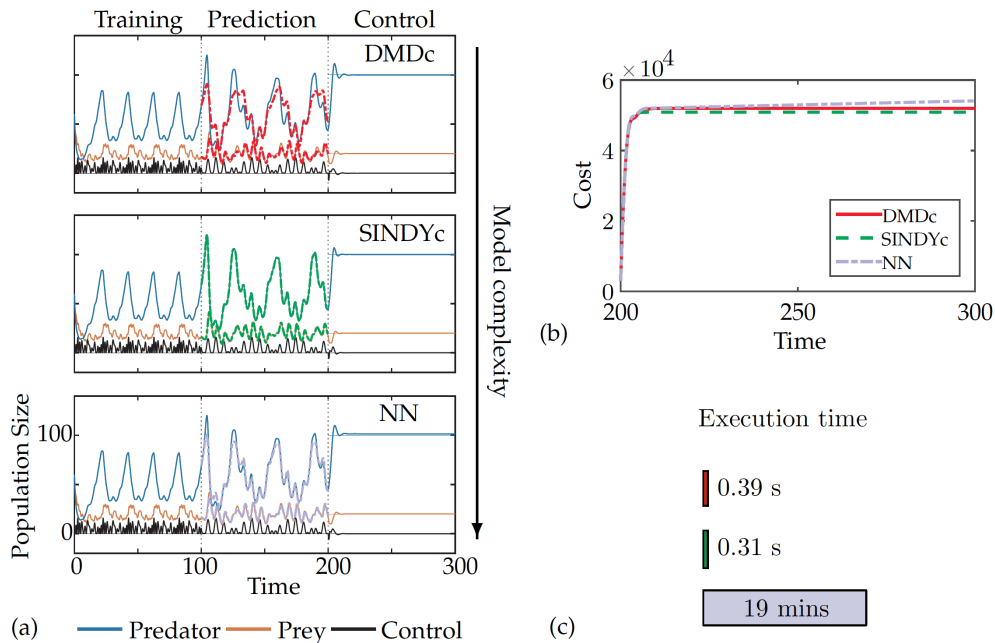 Training Prediction Control
DMDc
SINDYc
NN
Model complexity
Population Size
100
0
0 100 200 300
Time
(a)
Predator Prey Control
6 ×10⁴
4
2
0
Cost
DMDc
SINDYc
NN
200 250 300
Time
(b)
Execution time
0.39 s
0.31 s
19 mins
(c)